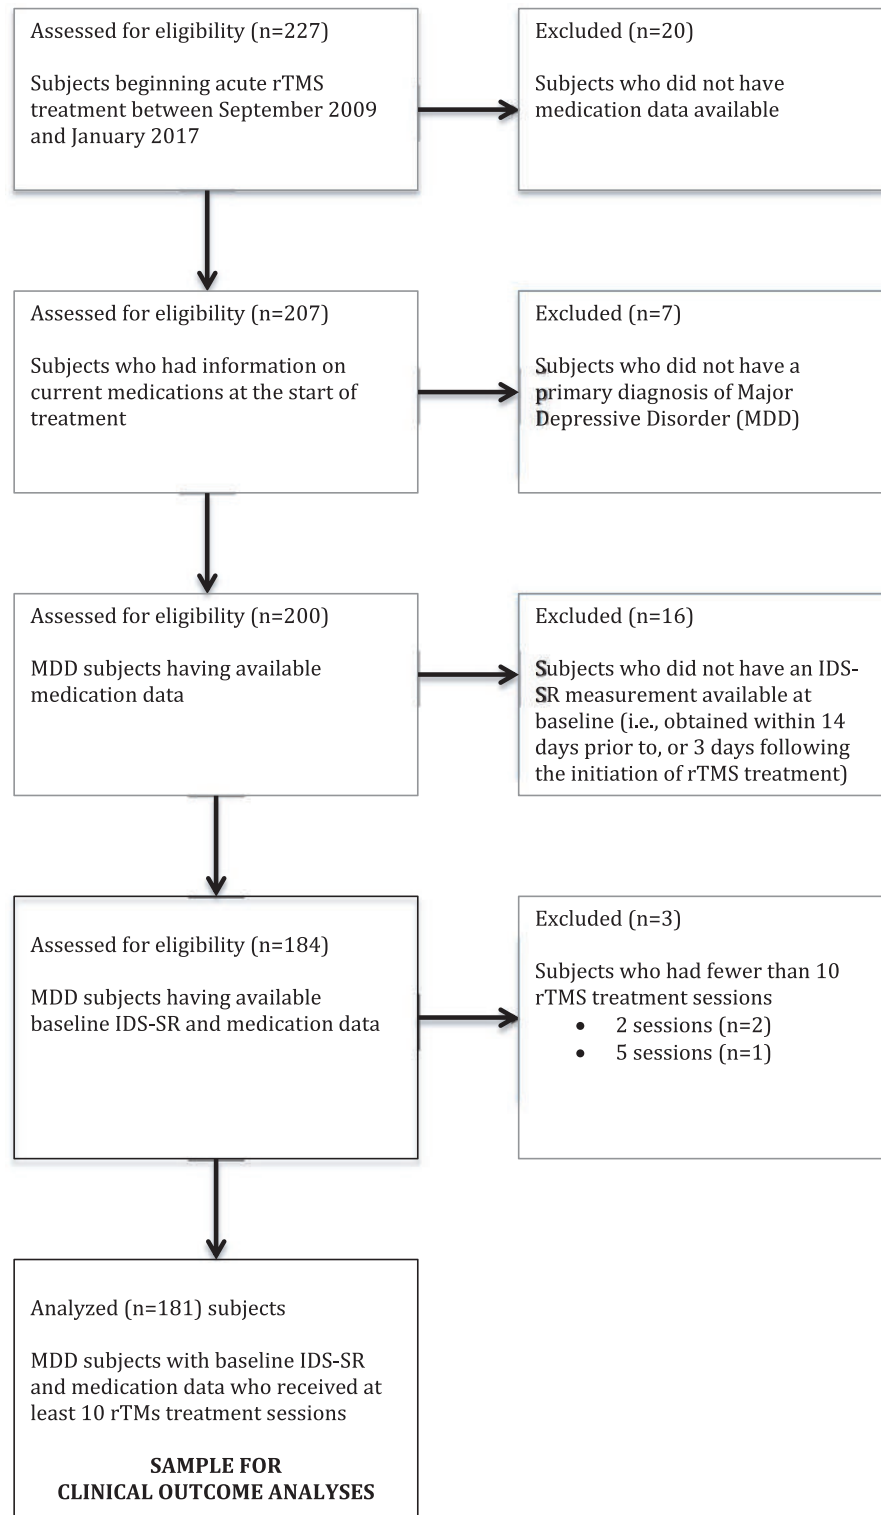 Assessed for eligibility (n=227)
Subjects beginning acute rTMS
treatment between September 2009
and January 2017
Excluded (n=20)
Subjects who did not have
medication data available
Assessed for eligibility (n=207)
Subjects who had information on
current medications at the start of
treatment
Excluded (n=7)
Subjects who did not have a
primary diagnosis of Major
Depressive Disorder (MDD)
Assessed for eligibility (n=200)
MDD subjects having available
medication data
Excluded (n=16)
Subjects who did not have an IDS-
SR measurement available at
baseline (i.e., obtained within 14
days prior to, or 3 days following
the initiation of rTMS treatment)
Assessed for eligibility (n=184)
MDD subjects having available
baseline IDS-SR and medication data
Excluded (n=3)
Subjects who had fewer than 10
rTMS treatment sessions
• 2 sessions (n=2)
• 5 sessions (n=1)
Analyzed (n=181) subjects
MDD subjects with baseline IDS-SR
and medication data who received at
least 10 rTMs treatment sessions
SAMPLE FOR
CLINICAL OUTCOME ANALYSES